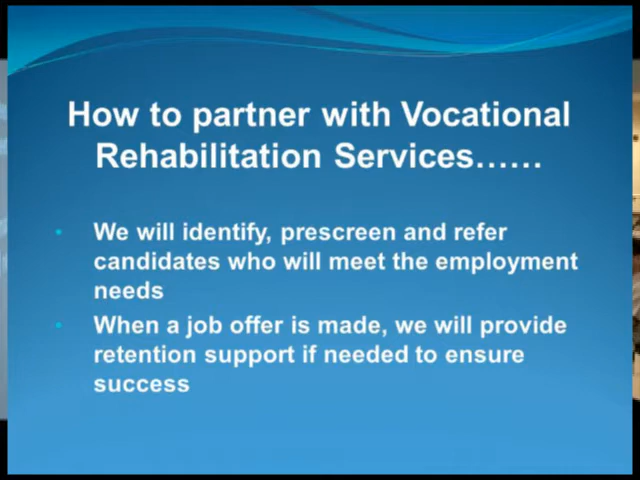 How to partner with Vocational
Rehabilitation Services……
• We will identify, prescreen and refer
candidates who will meet the employment
needs
• When a job offer is made, we will provide
retention support if needed to ensure
success